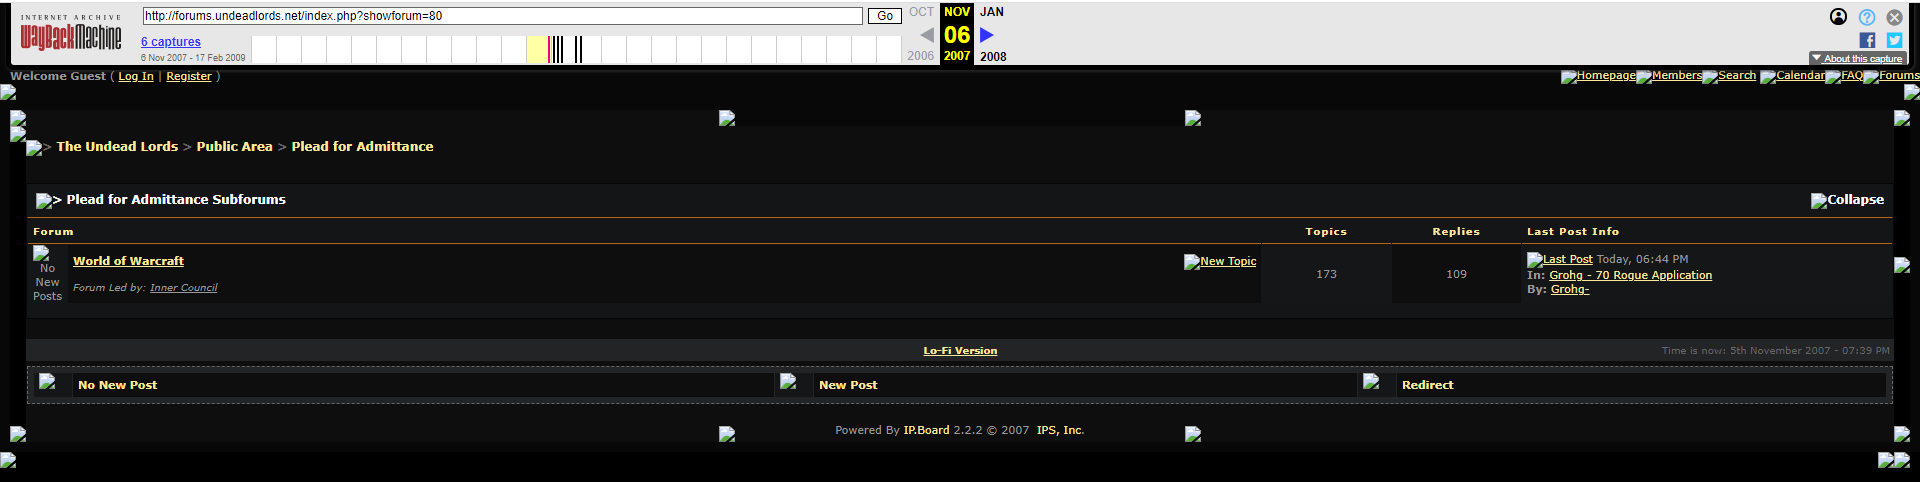 INTERNET ARCHIVE
WayBackMachine
http://forums.undeadlords.net/index.php?showforum=80 Go
6 captures
6 Nov 2007 - 17 Feb 2009
OCT NOV JAN
06
2006 2007 2008
About this capture
Welcome Guest ( Log In | Register )
Homepage Members Search Calendar FAQ Forums
> The Undead Lords > Public Area > Plead for Admittance
> Plead for Admittance Subforums Collapse
Forum Topics Replies Last Post Info
No New Posts
World of Warcraft
Forum Led by: Inner Council
New Topic
173
109
Last Post Today, 06:44 PM
In: Grohg - 70 Rogue Application
By: Grohg-
Lo-Fi Version Time is now: 5th November 2007 - 07:39 PM
No New Post New Post Redirect
Powered By IP.Board 2.2.2 © 2007 IPS, Inc.